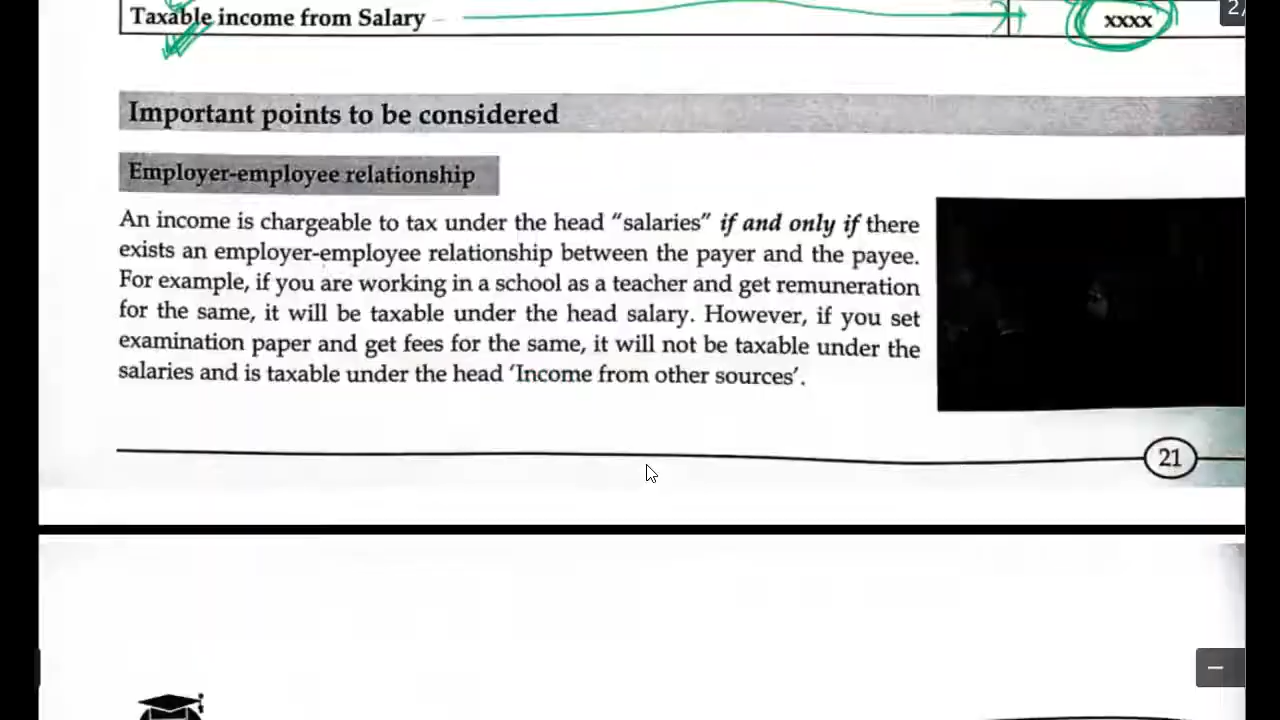 Taxable income from Salary
xxxx
2/
Important points to be considered
Employer-employee relationship
An income is chargeable to tax under the head “salaries” if and only if there
exists an employer-employee relationship between the payer and the payee.
For example, if you are working in a school as a teacher and get remuneration
for the same, it will be taxable under the head salary. However, if you set
examination paper and get fees for the same, it will not be taxable under the
salaries and is taxable under the head ‘Income from other sources’.
21